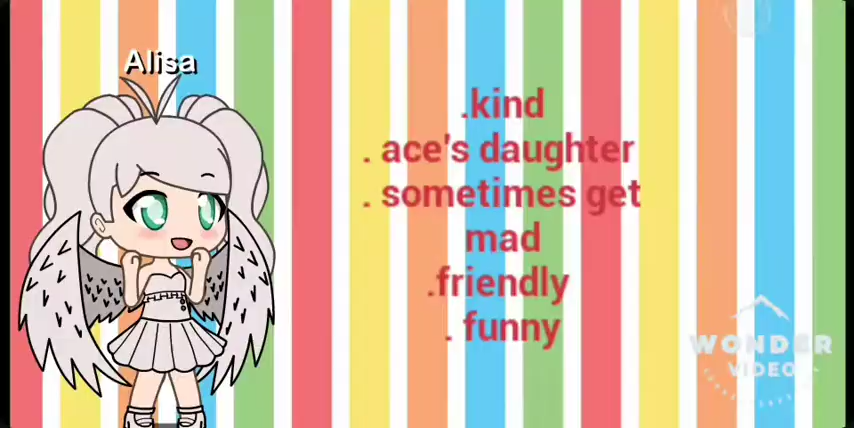 Alisa
.kind
. ace's daughter
. sometimes get
mad
.friendly
. funny
WONDER
VIDEO